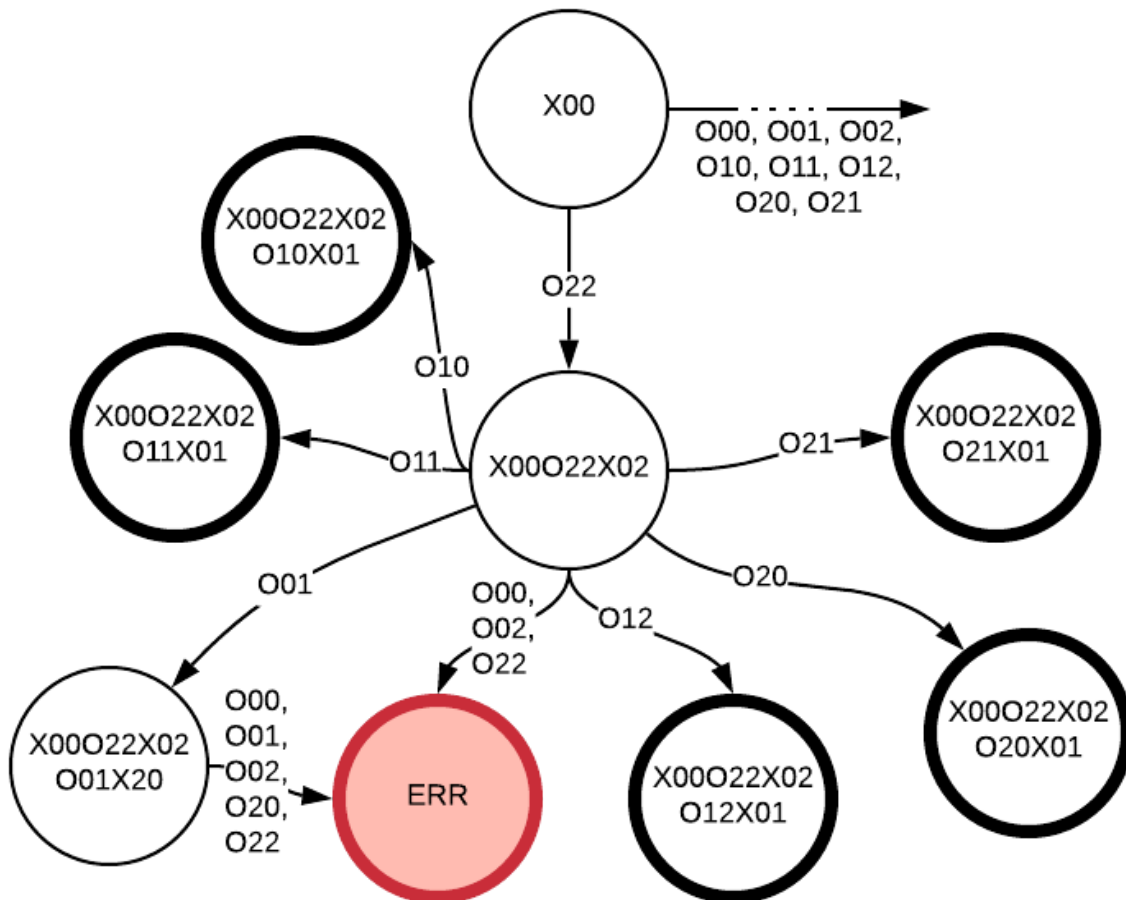 X00
O00, O01, O02,
O10, O11, O12,
O20, O21
X00O22X02
O10X01
O22
O10
X00O22X02
O11X01
O11
X00O22X02
O21
X00O22X02
O21X01
O01
O00,
O02,
O22
O12
O20
X00O22X02
O01X20
O00,
O01,
O02,
O20,
O22
ERR
X00O22X02
O12X01
X00O22X02
O20X01